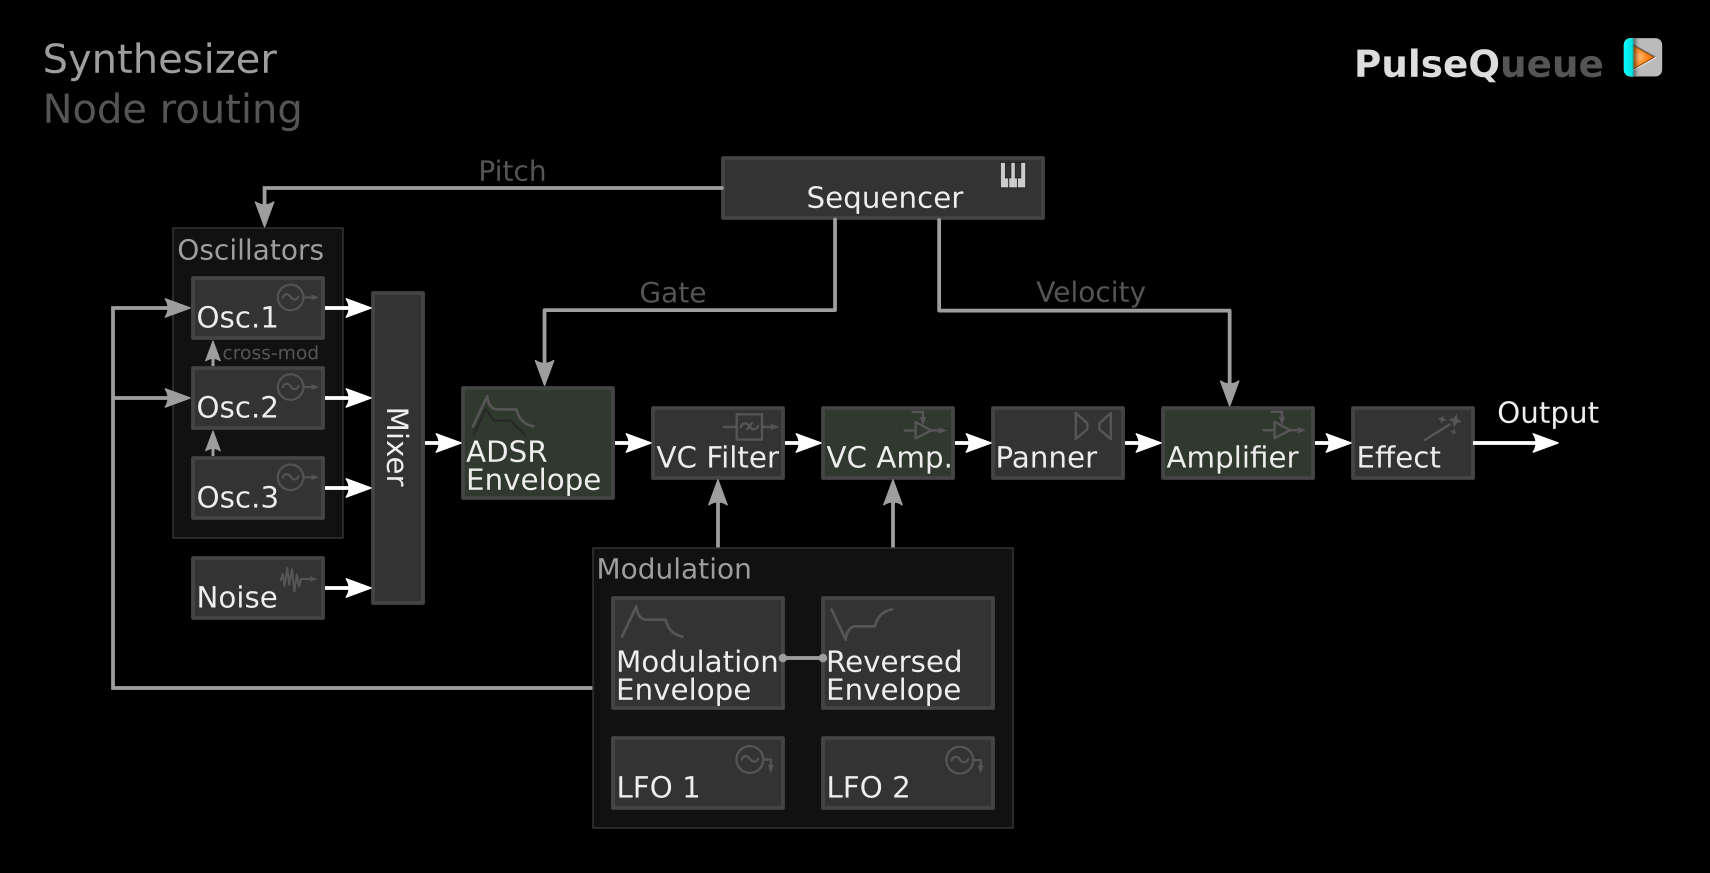 Synthesizer
Node routing
PulseQueue
Pitch
Sequencer
Oscillators
Gate
Velocity
Osc.1
cross-mod
Osc.2
Osc.3
Noise
Mixer
ADSR
Envelope
VC Filter
VC Amp.
Panner
Amplifier
Effect
Output
Modulation
Modulation
Envelope
Reversed
Envelope
LFO 1
LFO 2